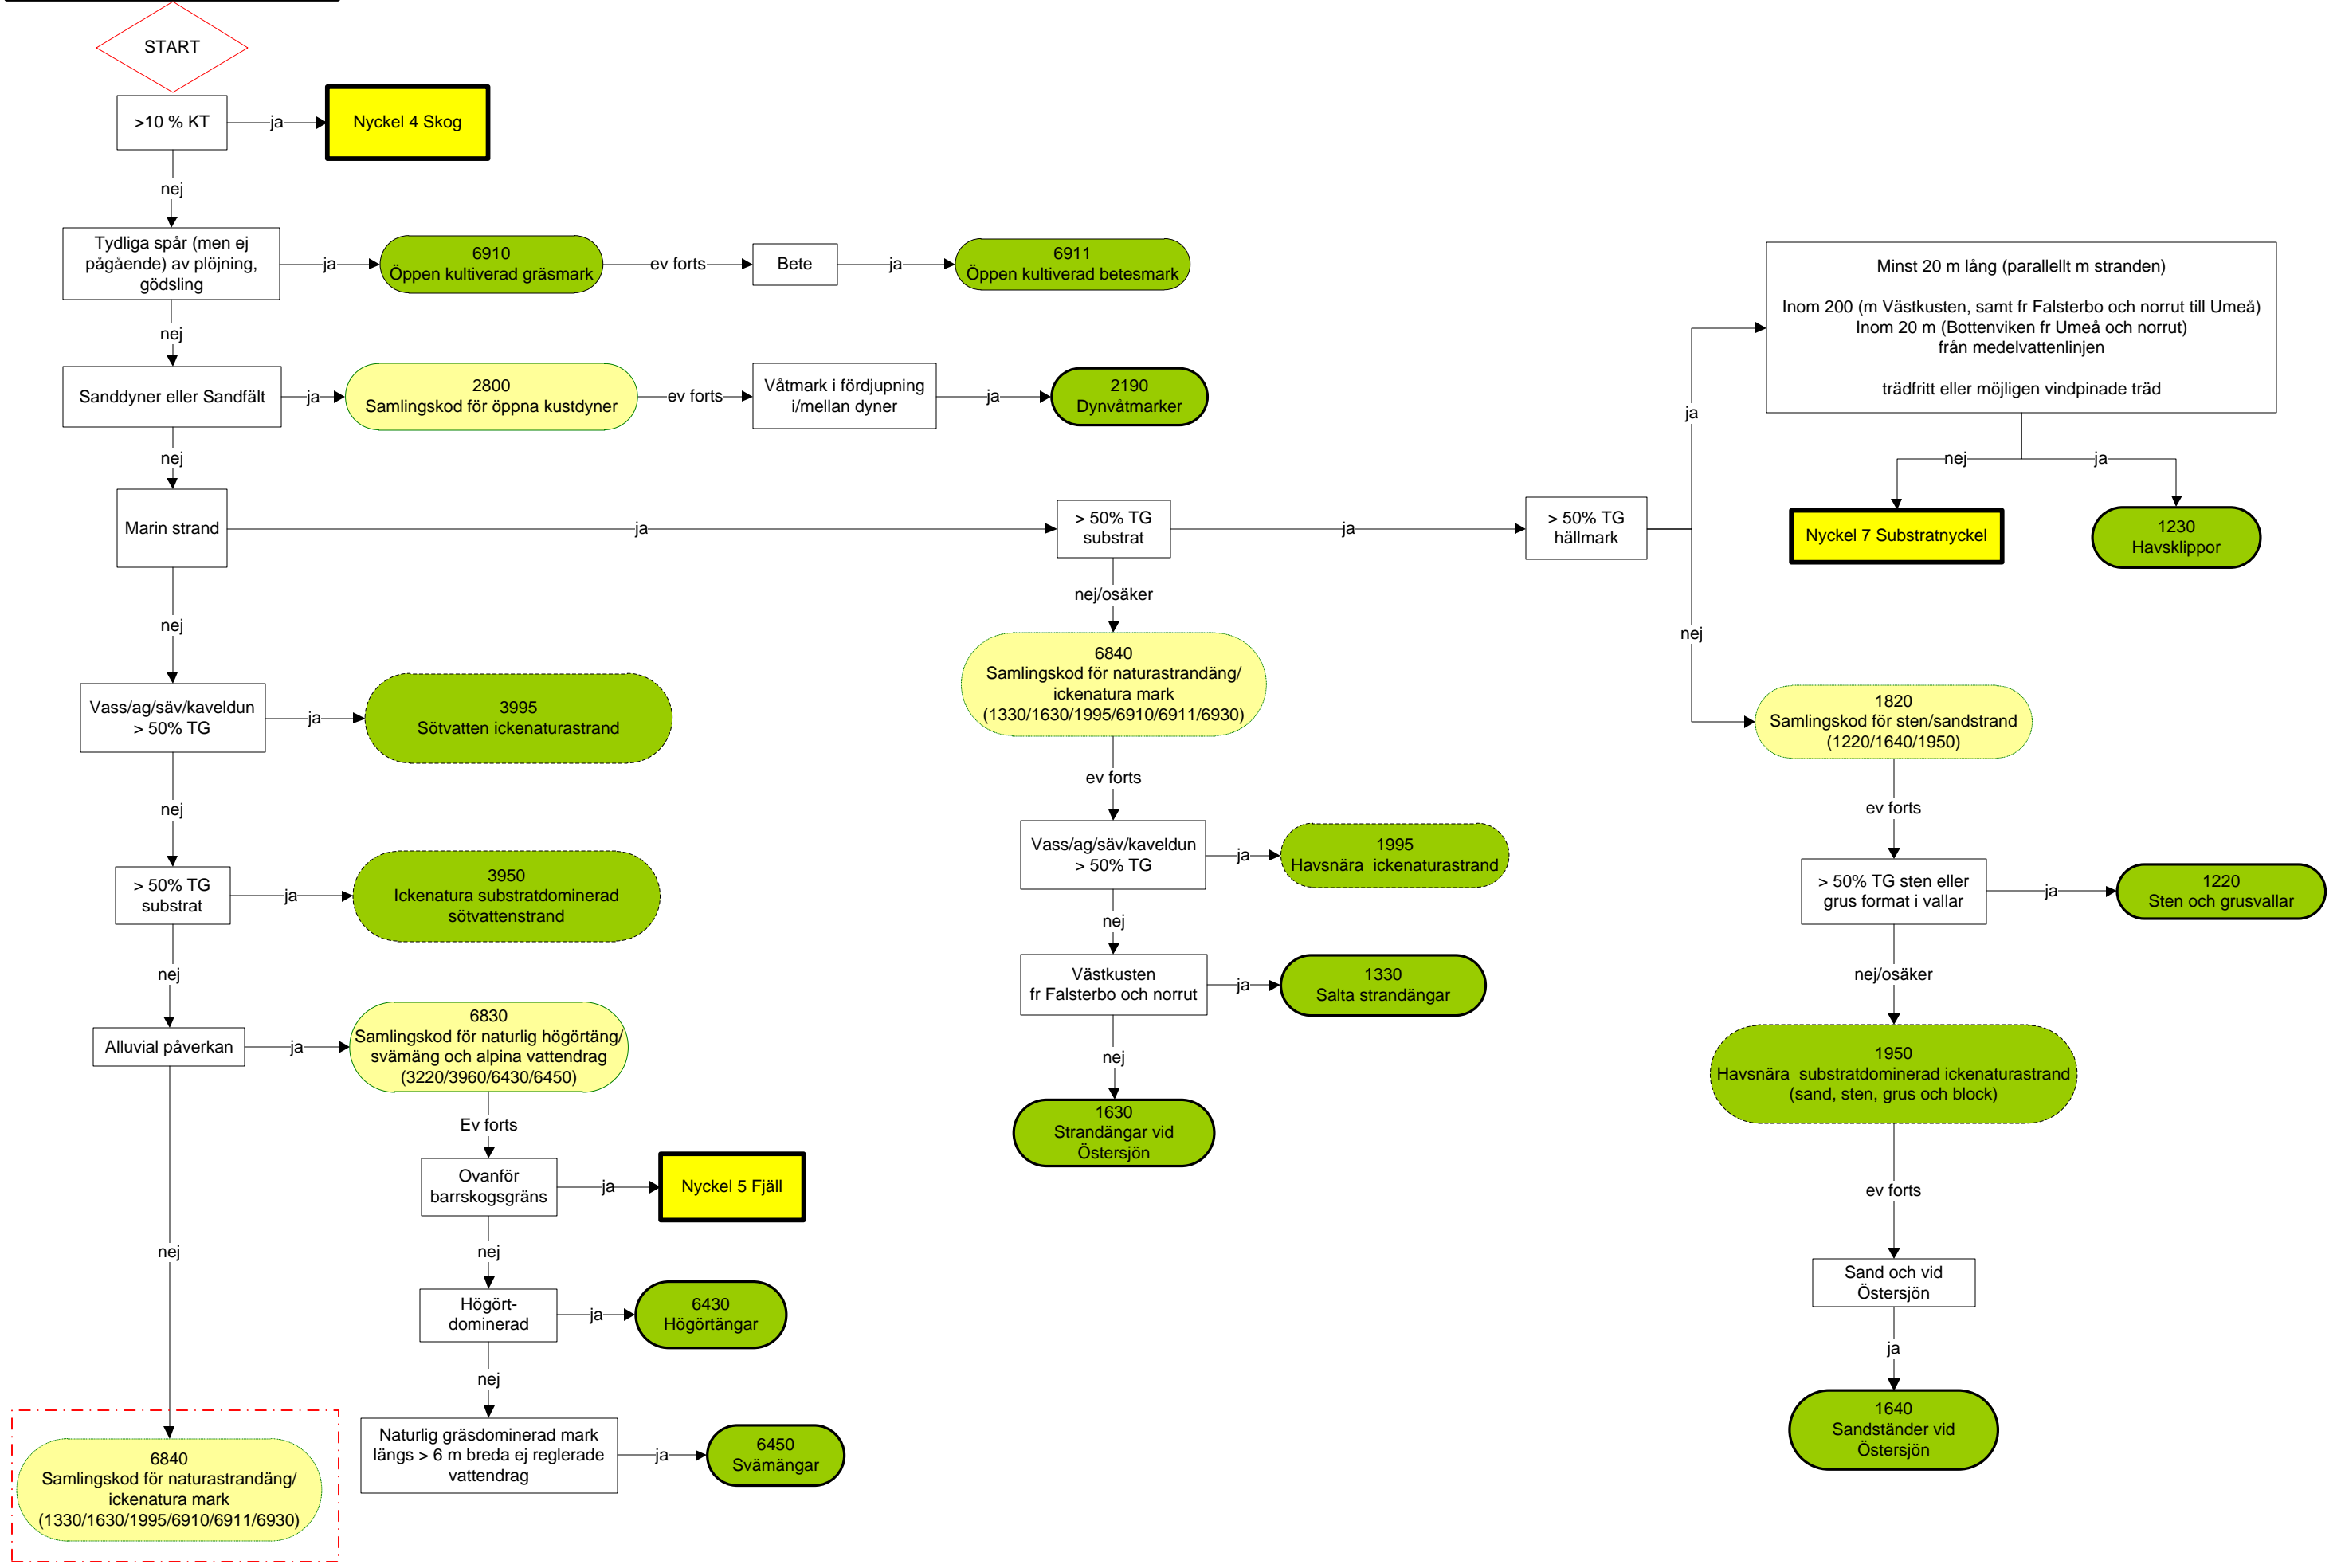 START
>10 % KT
ja
Nyckel 4 Skog
nej
Tydliga spår (men ej
pågående) av plöjning,
gödsling
ja
6910
Öppen kultiverad gräsmark
ev forts
Bete
ja
6911
Öppen kultiverad betesmark
nej
Sanddyner eller Sandfält
ja
2800
Samlingskod för öppna kustdyner
ev forts
Våtmark i fördjupning
i/mellan dyner
ja
2190
Dynvåtmarker
nej
Marin strand
ja
> 50% TG
substrat
ja
> 50% TG
hällmark
ja
Minst 20 m lång (parallellt m stranden)
Inom 200 (m Västkusten, samt fr Falsterbo och norrut till Umeå)
Inom 20 m (Bottenviken fr Umeå och norrut)
från medelvattenlinjen
trädfritt eller möjligen vindpinade träd
nej
ja
Nyckel 7 Substratnyckel
1230
Havsklippor
nej
1820
Samlingskod för sten/sandstrand
(1220/1640/1950)
ev forts
> 50% TG sten eller
grus format i vallar
ja
1220
Sten och grusvallar
nej/osäker
1950
Havsnära  substratdominerad ickenaturastrand
(sand, sten, grus och block)
ev forts
Sand och vid
Östersjön
ja
1640
Sandständer vid
Östersjön
nej/osäker
6840
Samlingskod för naturastrandäng/
ickenatura mark
(1330/1630/1995/6910/6911/6930)
ev forts
Vass/ag/säv/kaveldun
> 50% TG
ja
1995
Havsnära  ickenaturastrand
nej
Västkusten
fr Falsterbo och norrut
ja
1330
Salta strandängar
nej
1630
Strandängar vid
Östersjön
nej
Vass/ag/säv/kaveldun
> 50% TG
ja
3995
Sötvatten ickenaturastrand
nej
> 50% TG
substrat
ja
3950
Ickenatura substratdominerad
sötvattenstrand
nej
Alluvial påverkan
ja
6830
Samlingskod för naturlig högörtäng/
svämäng och alpina vattendrag
(3220/3960/6430/6450)
Ev forts
Ovanför
barrskogsgräns
ja
Nyckel 5 Fjäll
nej
Högört-
dominerad
ja
6430
Högörtängar
nej
Naturlig gräsdominerad mark
längs > 6 m breda ej reglerade
vattendrag
ja
6450
Svämängar
nej
6840
Samlingskod för naturastrandäng/
ickenatura mark
(1330/1630/1995/6910/6911/6930)